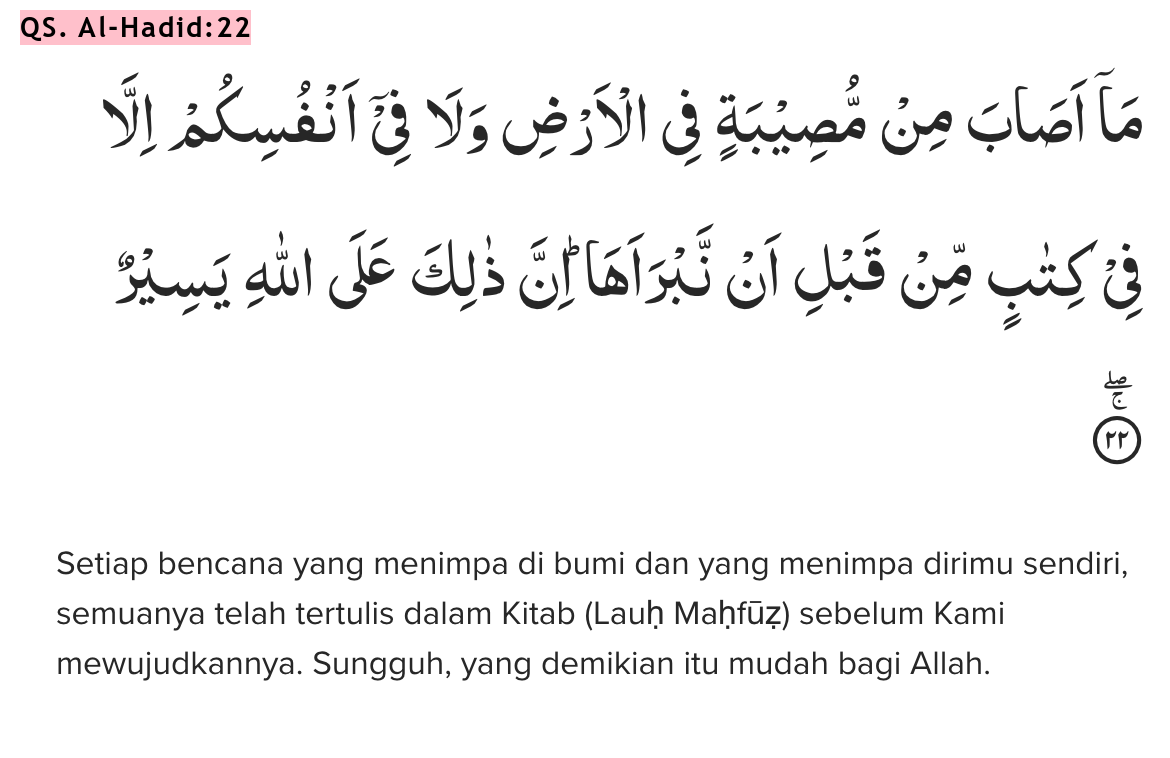 QS. Al-Hadid:22
مَآ اَصَابَ مِنْ مُّصِيْبَةٍ فِى الْاَرْضِ وَلَا فِيْٓ اَنْفُسِكُمْ اِلَّا
فِيْ كِتٰبٍ مِّنْ قَبْلِ اَنْ نَّبْرَاَهَا ۗاِنَّ ذٰلِكَ عَلَى اللّٰهِ يَسِيْرٌ
ۖۚ
٢٢
Setiap bencana yang menimpa di bumi dan yang menimpa dirimu sendiri,
semuanya telah tertulis dalam Kitab (Lauḥ Maḥfūẓ) sebelum Kami
mewujudkannya. Sungguh, yang demikian itu mudah bagi Allah.